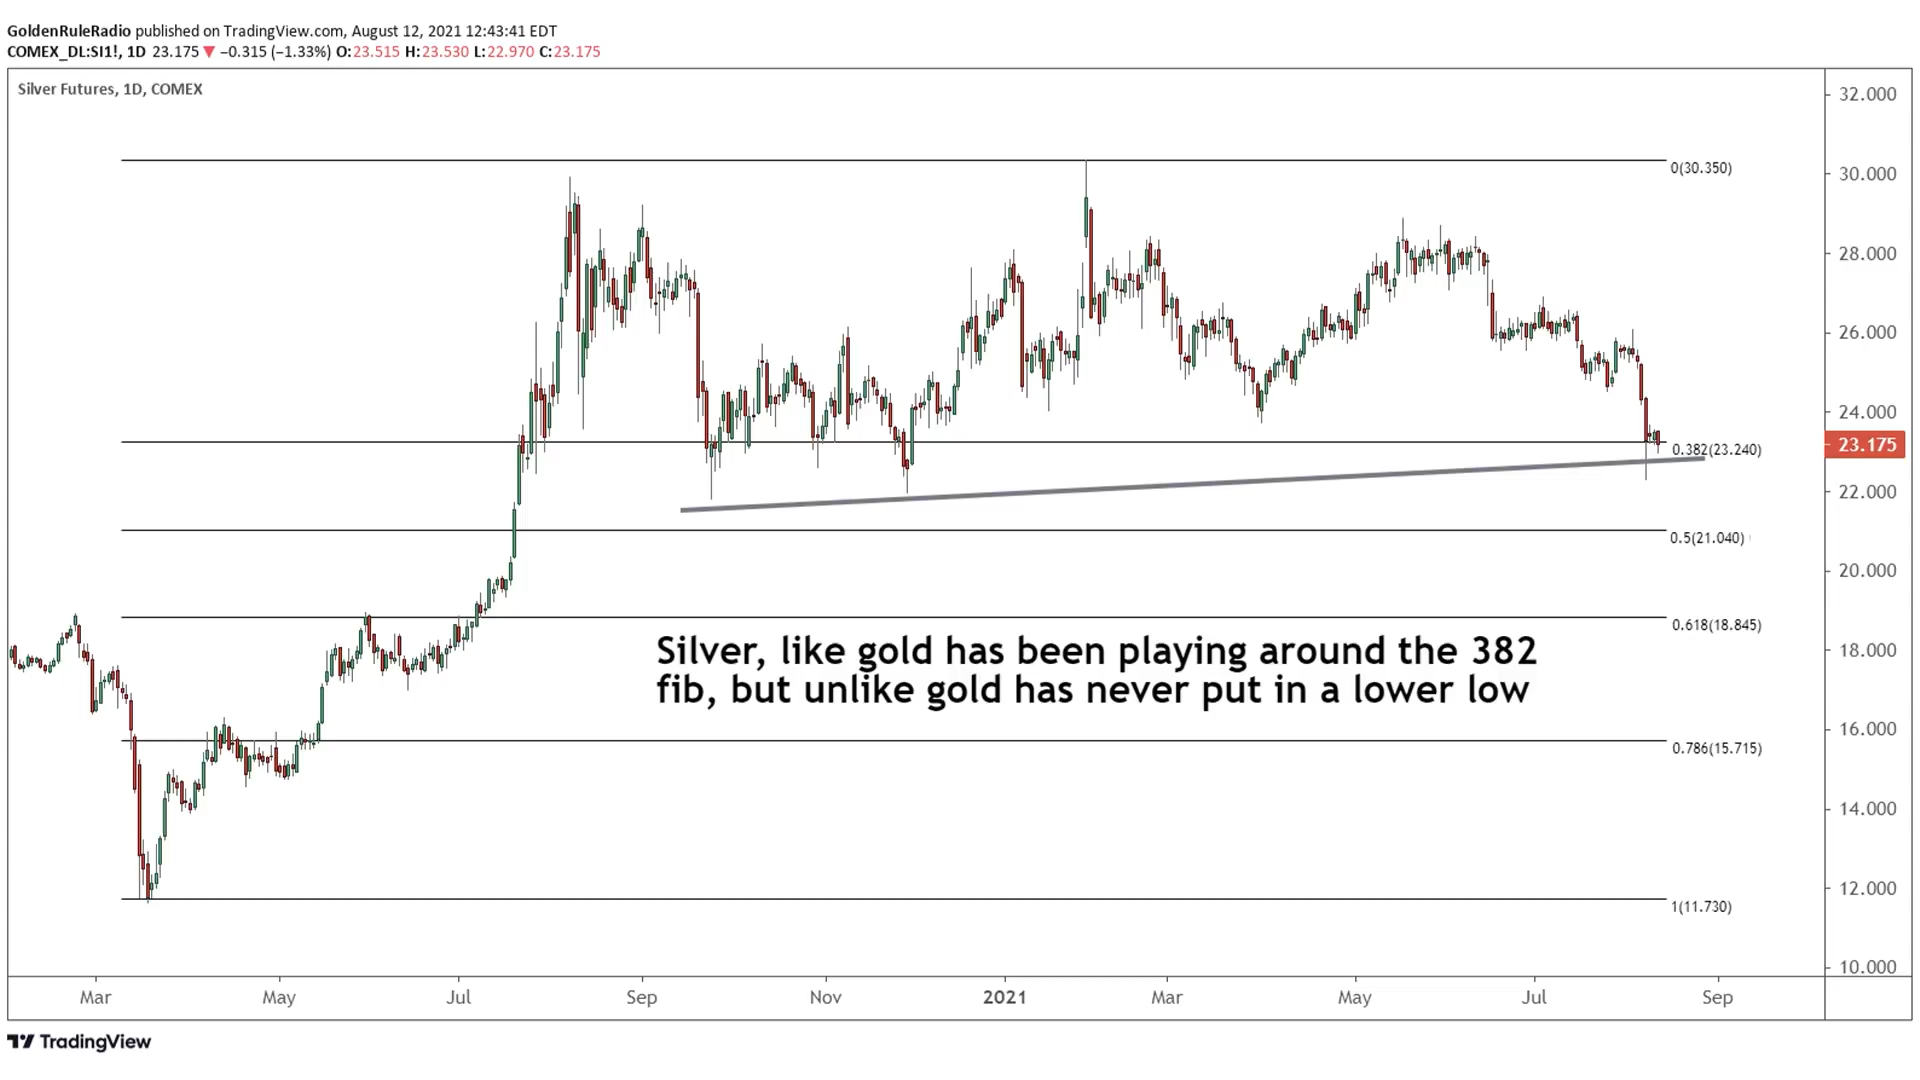 GoldenRuleRadio published on TradingView.com, August 12, 2021 12:43:41 EDT
COMEX_DL:SI1!, 1D 23.175 ▼ −0.315 (−1.33%) O:23.515 H:23.530 L:22.970 C:23.175
Silver Futures, 1D, COMEX
32.000
0(30.350)
30.000
28.000
26.000
24.000
23.175
0.382(23.240)
22.000
0.5(21.040)
20.000
0.618(18.845)
Silver, like gold has been playing around the 382
fib, but unlike gold has never put in a lower low
18.000
16.000
0.786(15.715)
14.000
12.000
1(11.730)
10.000
Mar May Jul Sep Nov 2021 Mar May Jul Sep
TradingView